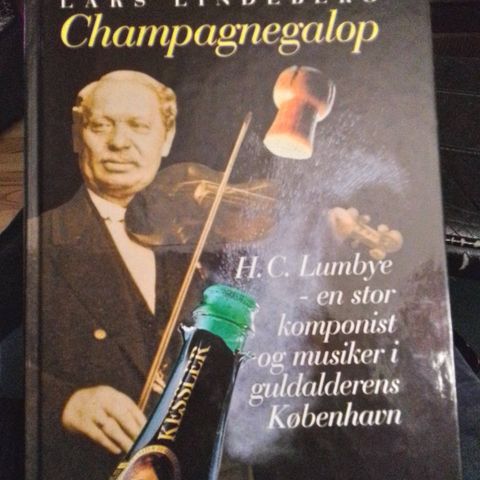 LARS LINDEBERG
Champagnegalop
H. C. Lumbye
- en stor
komponist
og musiker i
guldalderens
København
KESSLER